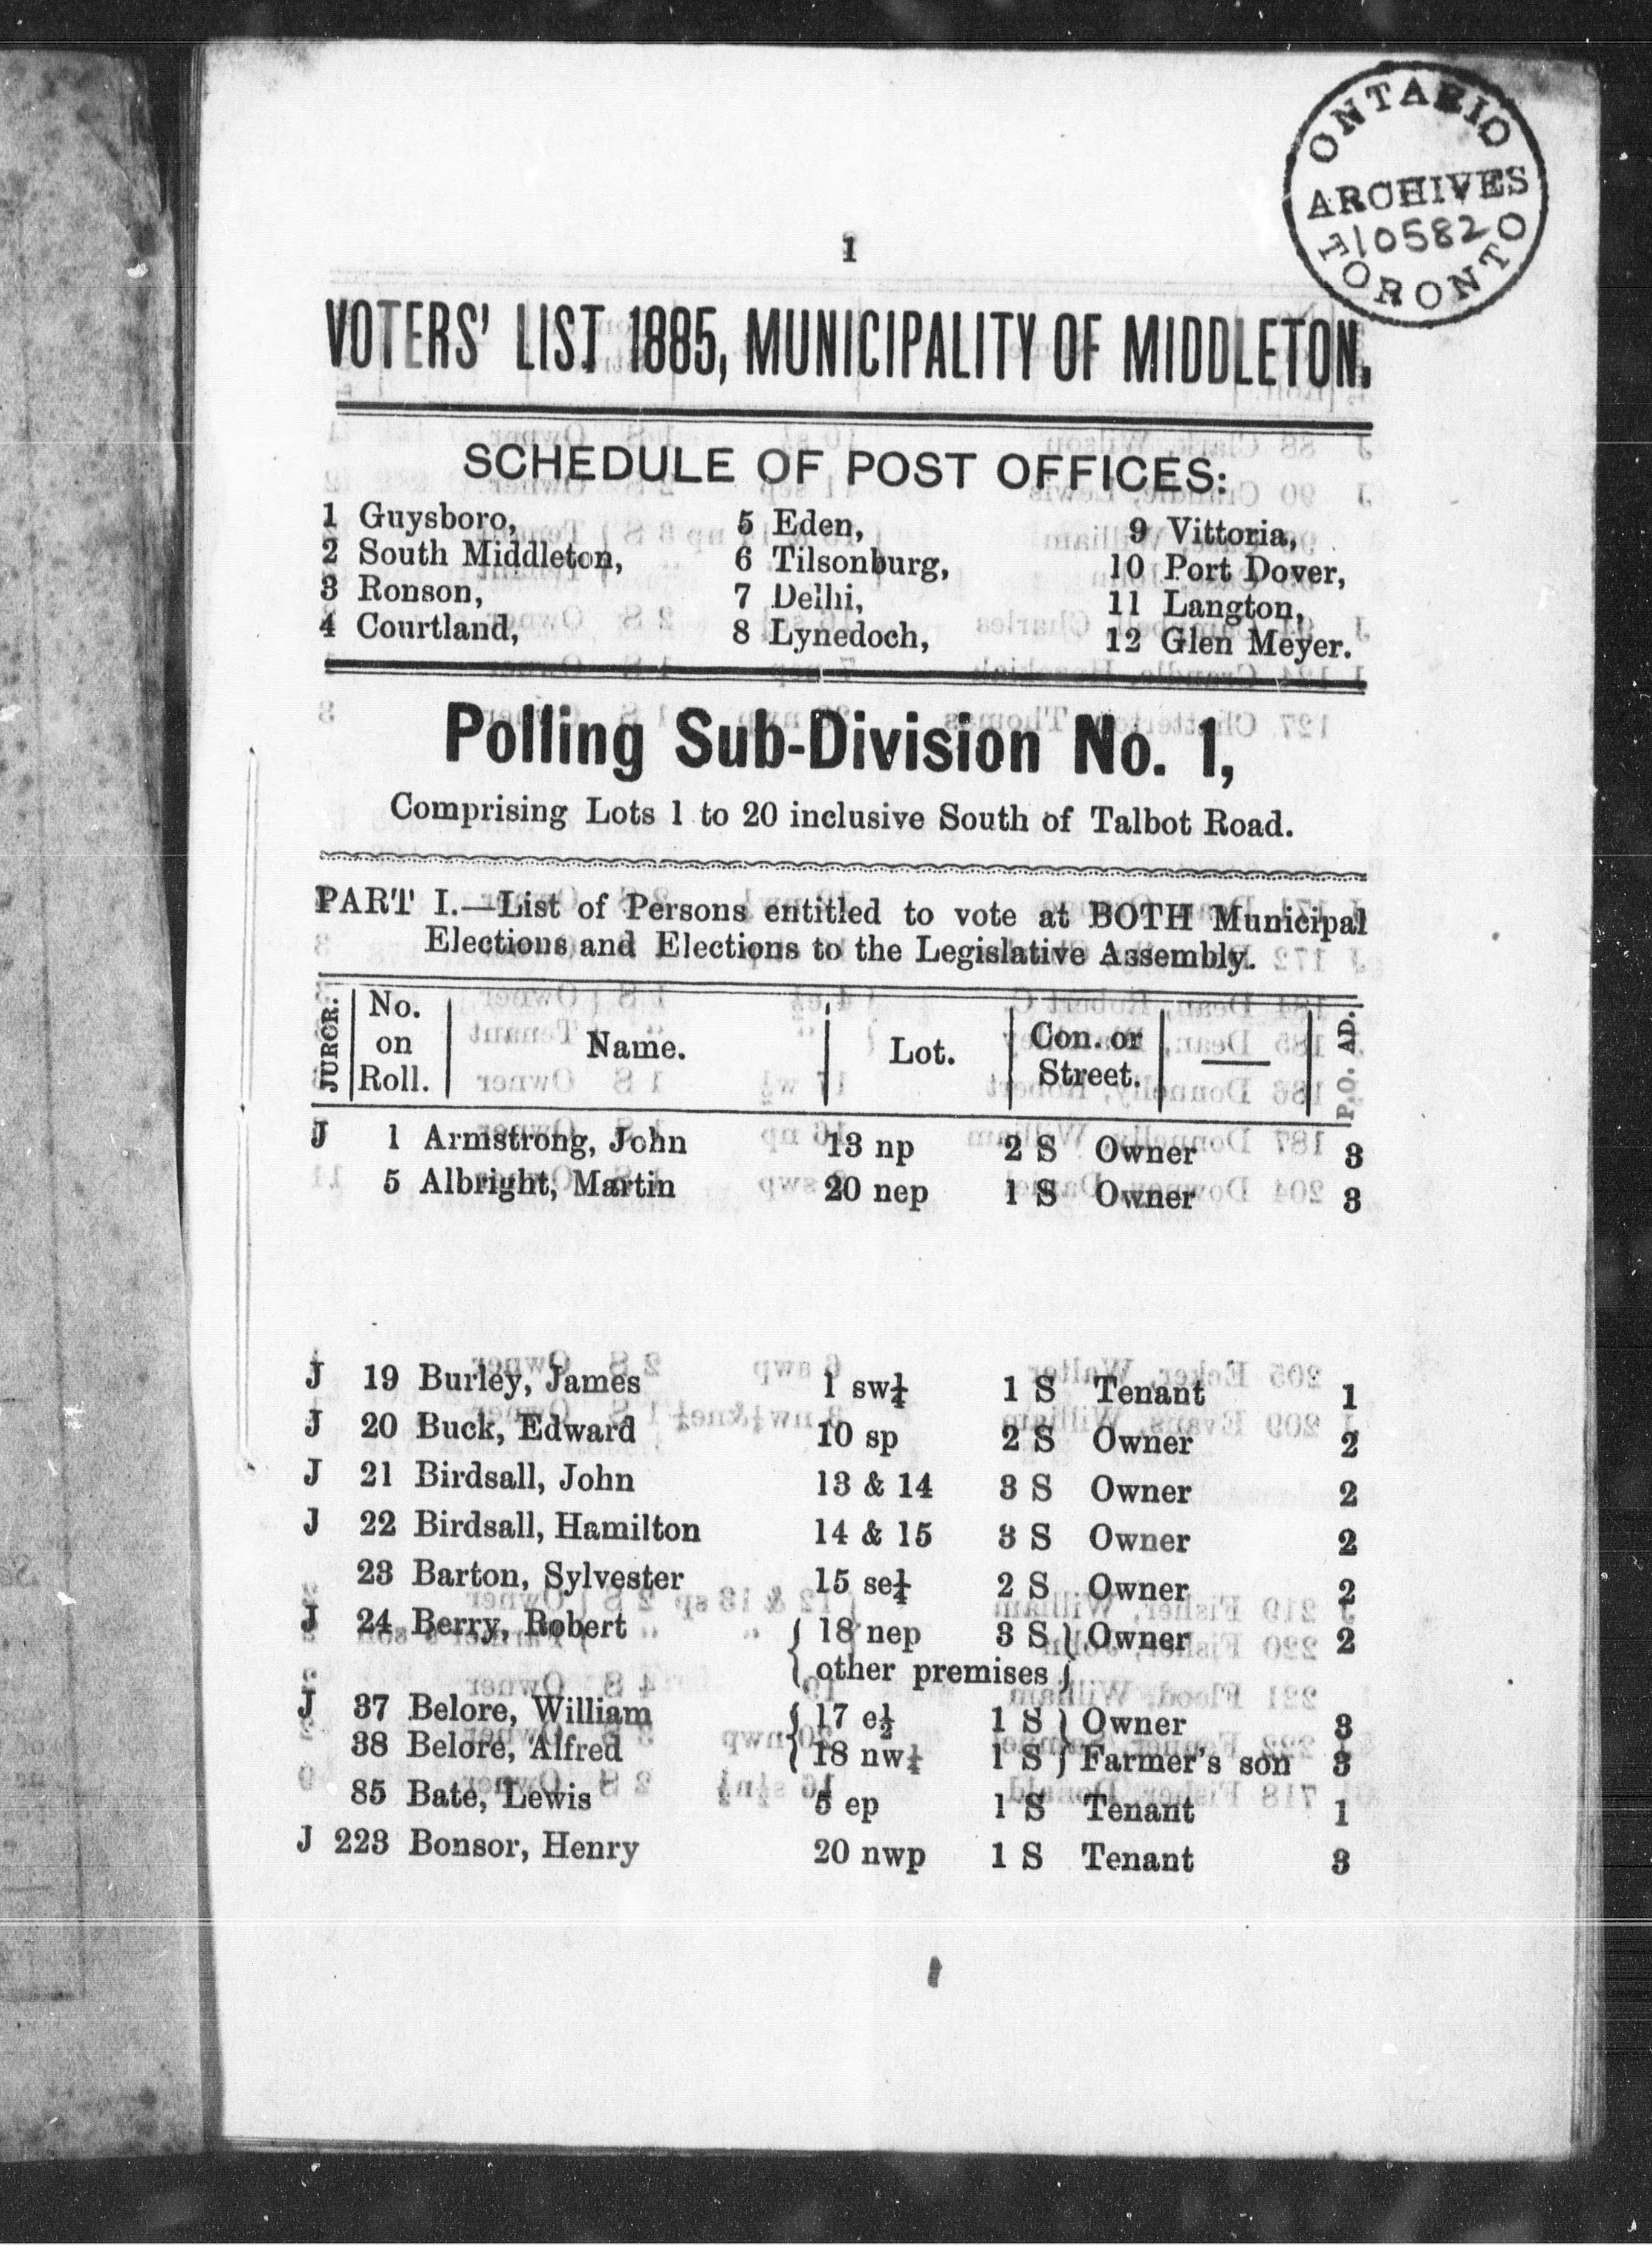 ONTARIO
ARCHIVES
10582
TORONTO
1
VOTERS' LIST 1885, MUNICIPALITY OF MIDDLETON.
SCHEDULE OF POST OFFICES:
1 Guysboro, 5 Eden, 9 Vittoria,
2 South Middleton, 6 Tilsonburg, 10 Port Dover,
3 Ronson, 7 Delhi, 11 Langton,
4 Courtland, 8 Lynedoch, 12 Glen Meyer.
Polling Sub-Division No. 1,
Comprising Lots 1 to 20 inclusive South of Talbot Road.
PART I.—List of Persons entitled to vote at BOTH Municipal
Elections and Elections to the Legislative Assembly.
JUROR. No. on Roll. Name. Lot. Con. or Street. —— P.O. AD.
J 1 Armstrong, John 13 np 2 S Owner 3
5 Albright, Martin 20 nep 1 S Owner 3
J 19 Burley, James 1 sw¼ 1 S Tenant 1
J 20 Buck, Edward 10 sp 2 S Owner 2
J 21 Birdsall, John 13 & 14 3 S Owner 2
J 22 Birdsall, Hamilton 14 & 15 3 S Owner 2
23 Barton, Sylvester 15 se¼ 2 S Owner 2
J 24 Berry, Robert { 18 nep 3 S } Owner 2
{ other premises }
J 37 Belore, William { 17 e½ 1 S } Owner 3
38 Belore, Alfred { 18 nw¼ 1 S } Farmer's son 3
85 Bate, Lewis 5 ep 1 S Tenant 1
J 223 Bonsor, Henry 20 nwp 1 S Tenant 3